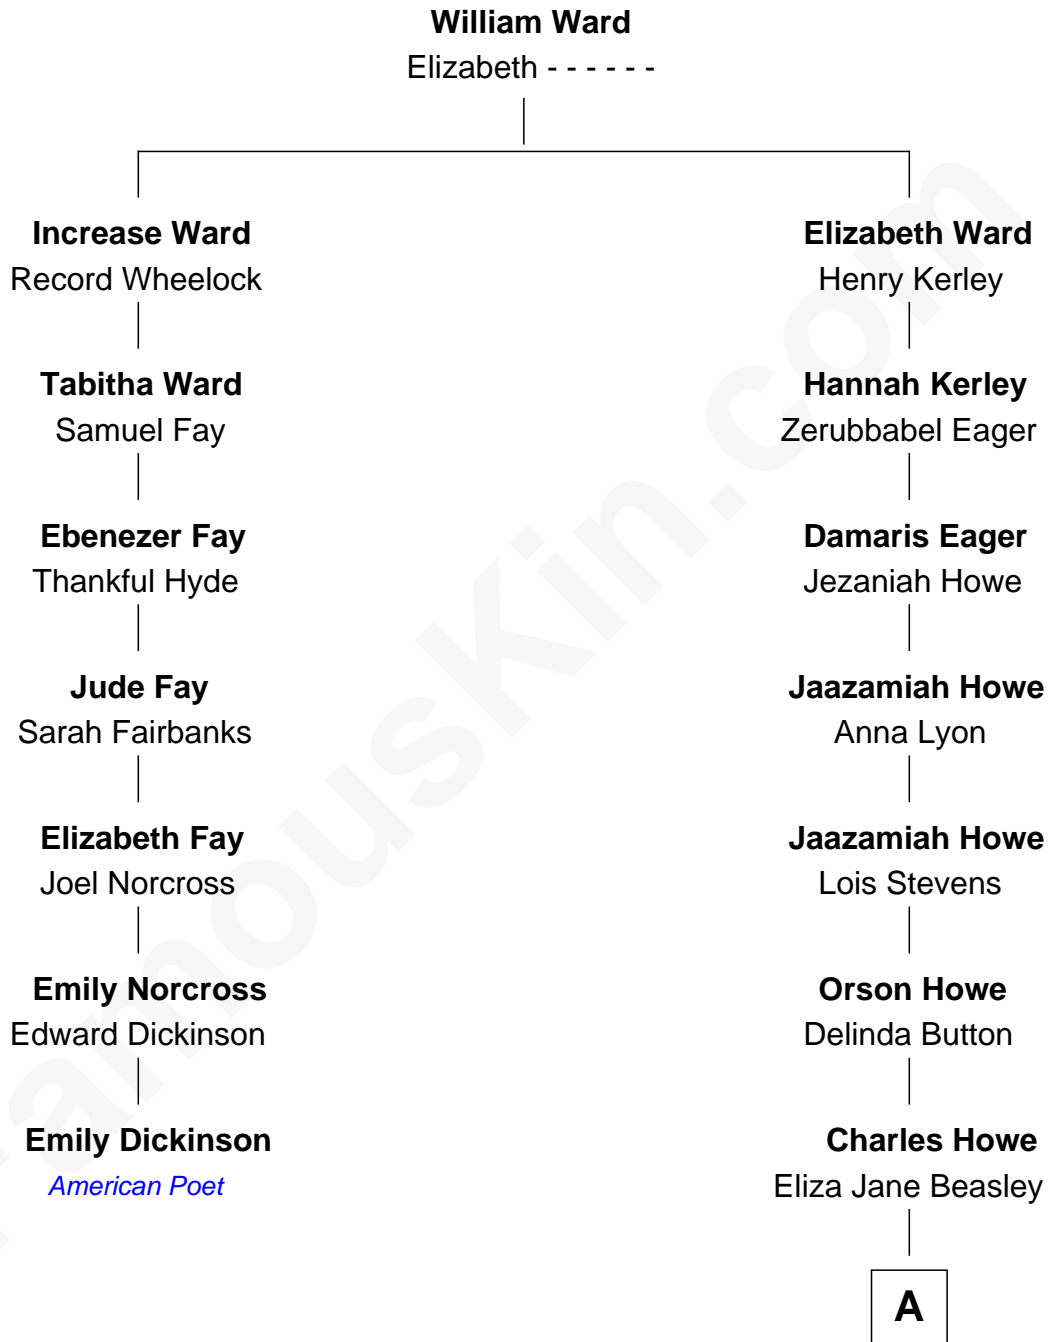 William Ward
Elizabeth - - - - - -
Increase Ward
Record Wheelock
Elizabeth Ward
Henry Kerley
Tabitha Ward
Samuel Fay
Hannah Kerley
Zerubbabel Eager
Ebenezer Fay
Thankful Hyde
Damaris Eager
Jezaniah Howe
Jude Fay
Sarah Fairbanks
Jaazamiah Howe
Anna Lyon
Elizabeth Fay
Joel Norcross
Jaazamiah Howe
Lois Stevens
Emily Norcross
Edward Dickinson
Orson Howe
Delinda Button
Emily Dickinson
American Poet
Charles Howe
Eliza Jane Beasley
A
FamousKin.com